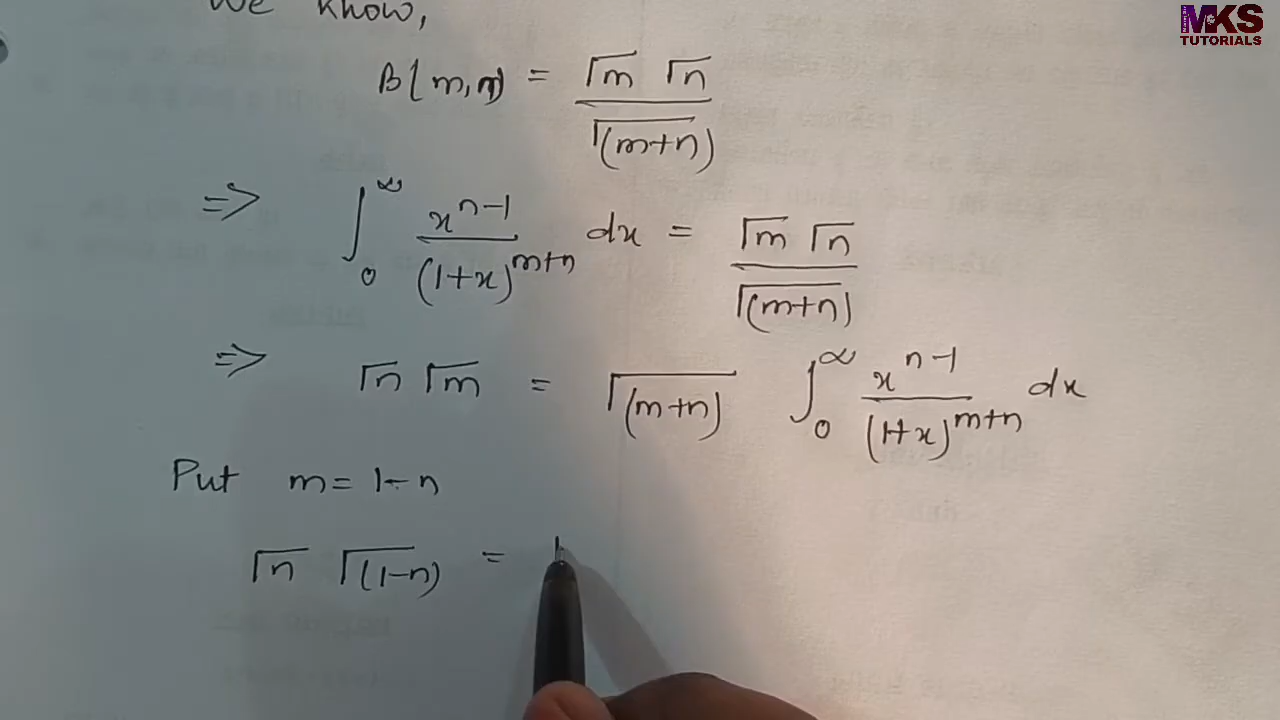 MKS
TUTORIALS
We know,
B(m,n) = Γm Γn / Γ(m+n)
=> ∫₀^∞ x^(n-1) / (1+x)^(m+n) dx = Γm Γn / Γ(m+n)
=> Γn Γm = Γ(m+n) ∫₀^∞ x^(n-1) / (1+x)^(m+n) dx
Put m = 1-n
Γn Γ(1-n) =